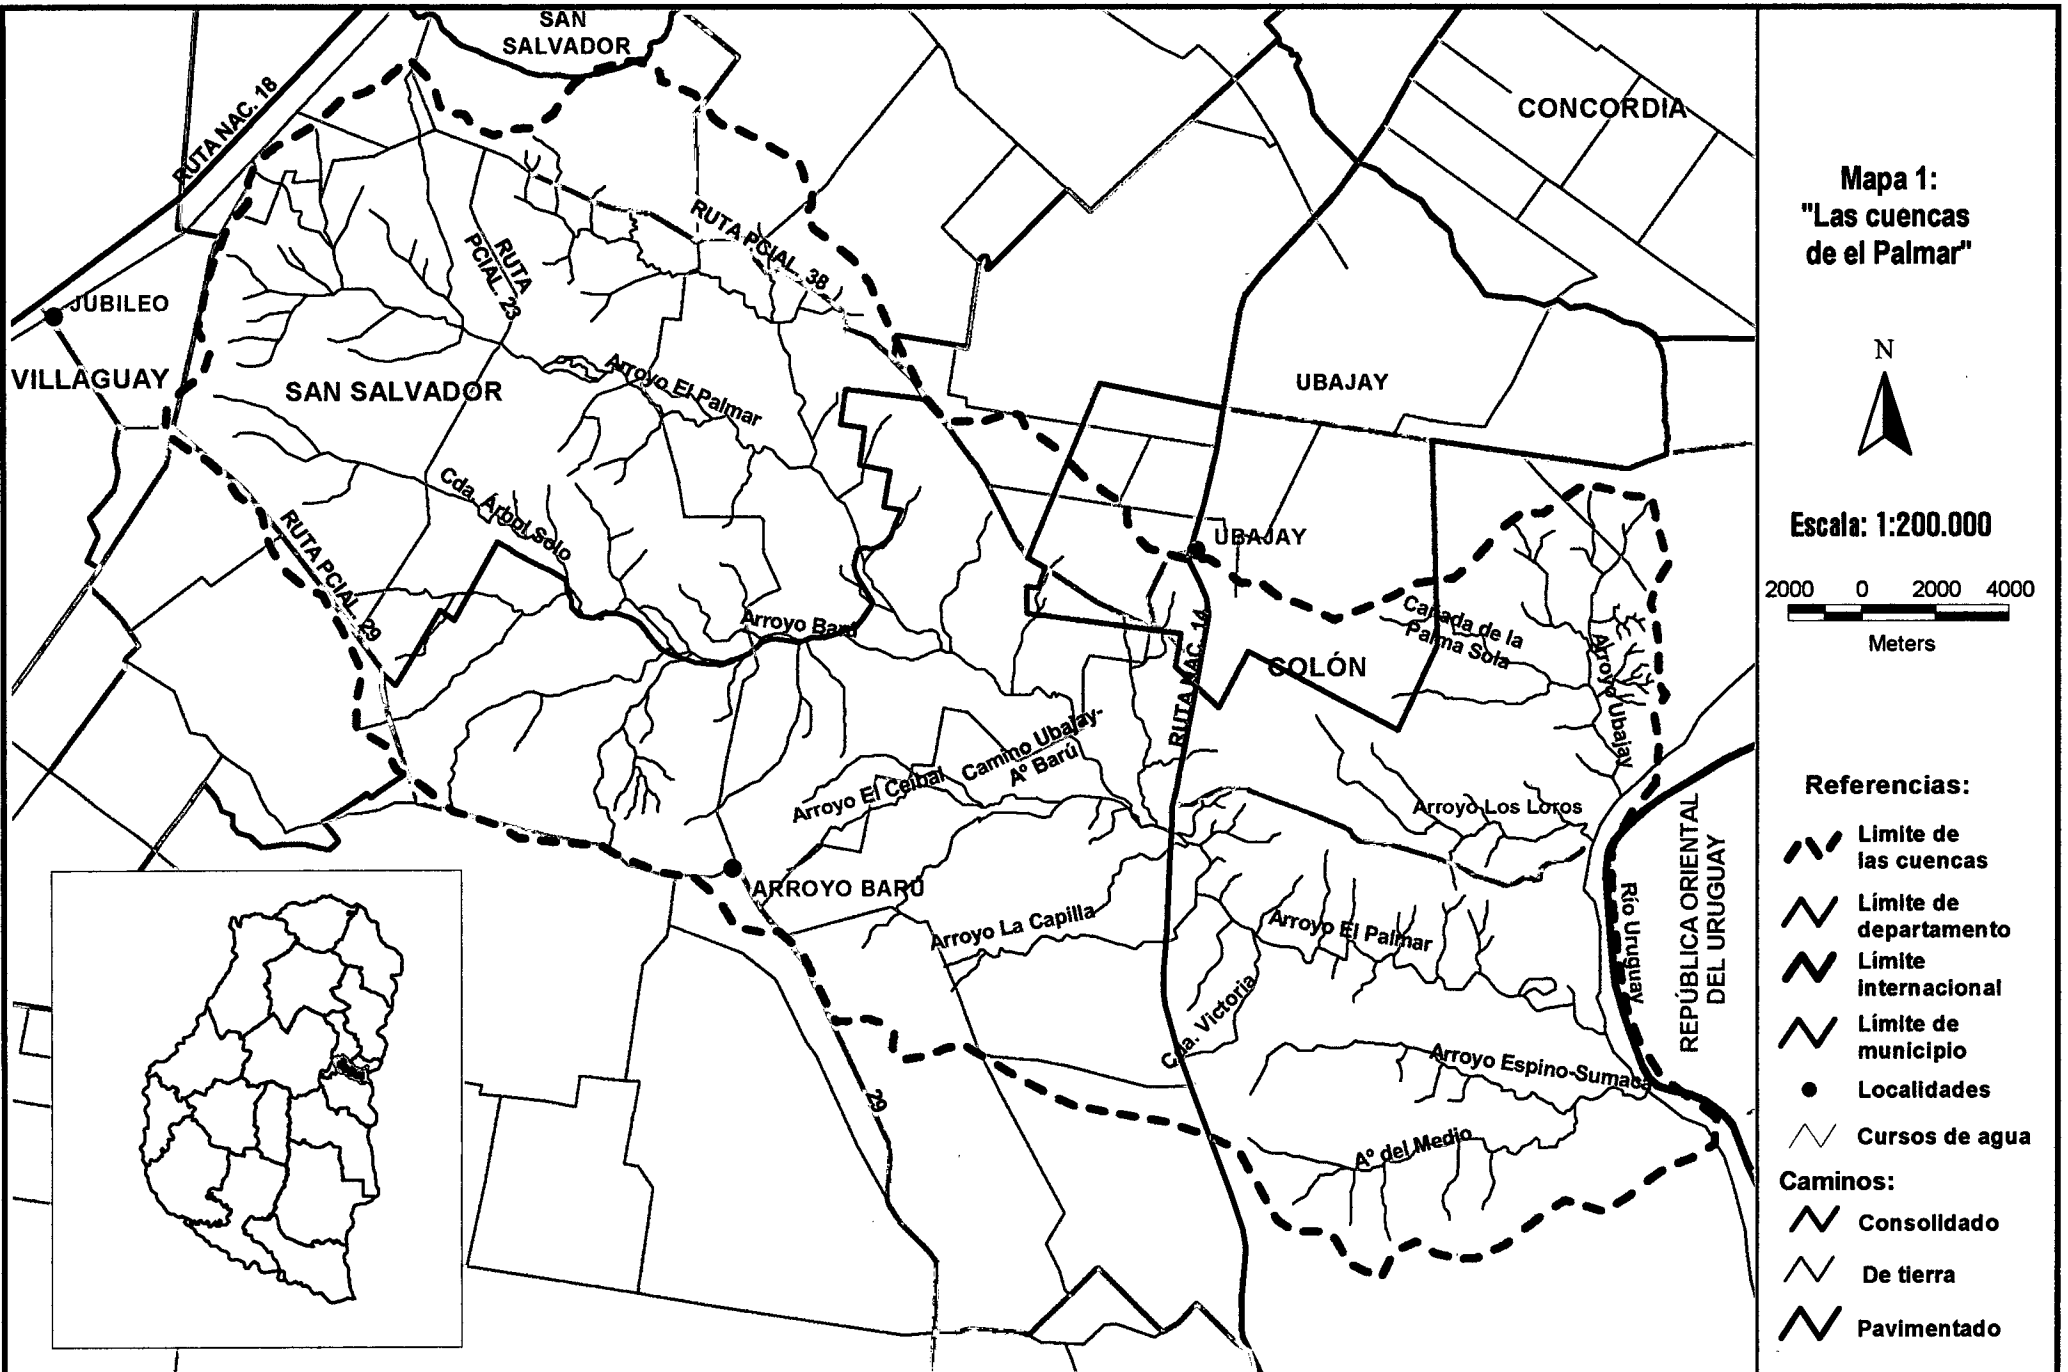 SAN
SALVADOR
RUTA NAC. 18
CONCORDIA
RUTA PCIAL. 38
RUTA
PCIAL. 23
JUBILEO
VILLAGUAY
SAN SALVADOR
Arroyo El Palmar
UBAJAY
Cda. Árbol Solo
RUTA PCIAL. 29
UBAJAY
Arroyo Barú
Cañada de la
Palma Sola
Arroyo Ubajay
COLÓN
RUTA NAC. 14
Camino Ubajay-
Aº Barú
Arroyo El Ceibal
Arroyo Los Loros
ARROYO BARÚ
Arroyo La Capilla
Arroyo El Palmar
Río Uruguay
REPÚBLICA ORIENTAL
DEL URUGUAY
Cda. Victoria
Arroyo Espino-Sumaca
29
Aº del Medio
Mapa 1:
"Las cuencas
de el Palmar"
N
Escala: 1:200.000
2000 0 2000 4000
Meters
Referencias:
Límite de
las cuencas
Límite de
departamento
Límite
internacional
Límite de
municipio
Localidades
Cursos de agua
Caminos:
Consolidado
De tierra
Pavimentado